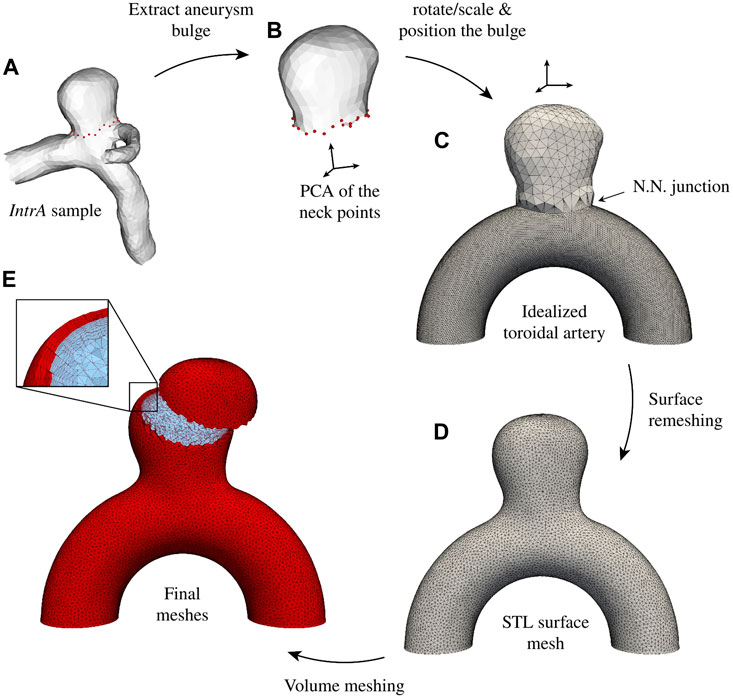 Extract aneurysm
bulge
rotate/scale &
position the bulge
A
B
IntrA sample
PCA of the
neck points
C
N.N. junction
Idealized
toroidal artery
Surface
remeshing
D
STL surface
mesh
E
Final
meshes
Volume meshing